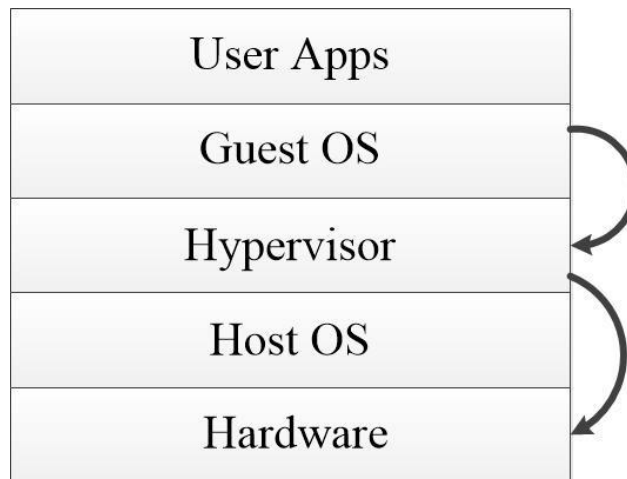 User Apps
Guest OS
Hypervisor
Host OS
Hardware